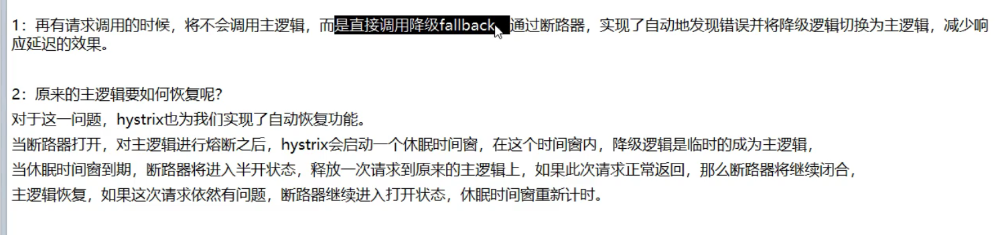 1：再有请求调用的时候，将不会调用主逻辑，而是直接调用降级fallback。通过断路器，实现了自动地发现错误并将降级逻辑切换为主逻辑，减少响
应延迟的效果。
2：原来的主逻辑要如何恢复呢？
对于这一问题，hystrix也为我们实现了自动恢复功能。
当断路器打开，对主逻辑进行熔断之后，hystrix会启动一个休眠时间窗，在这个时间窗内，降级逻辑是临时的成为主逻辑，
当休眠时间窗到期，断路器将进入半开状态，释放一次请求到原来的主逻辑上，如果此次请求正常返回，那么断路器将继续闭合，
主逻辑恢复，如果这次请求依然有问题，断路器继续进入打开状态，休眠时间窗重新计时。